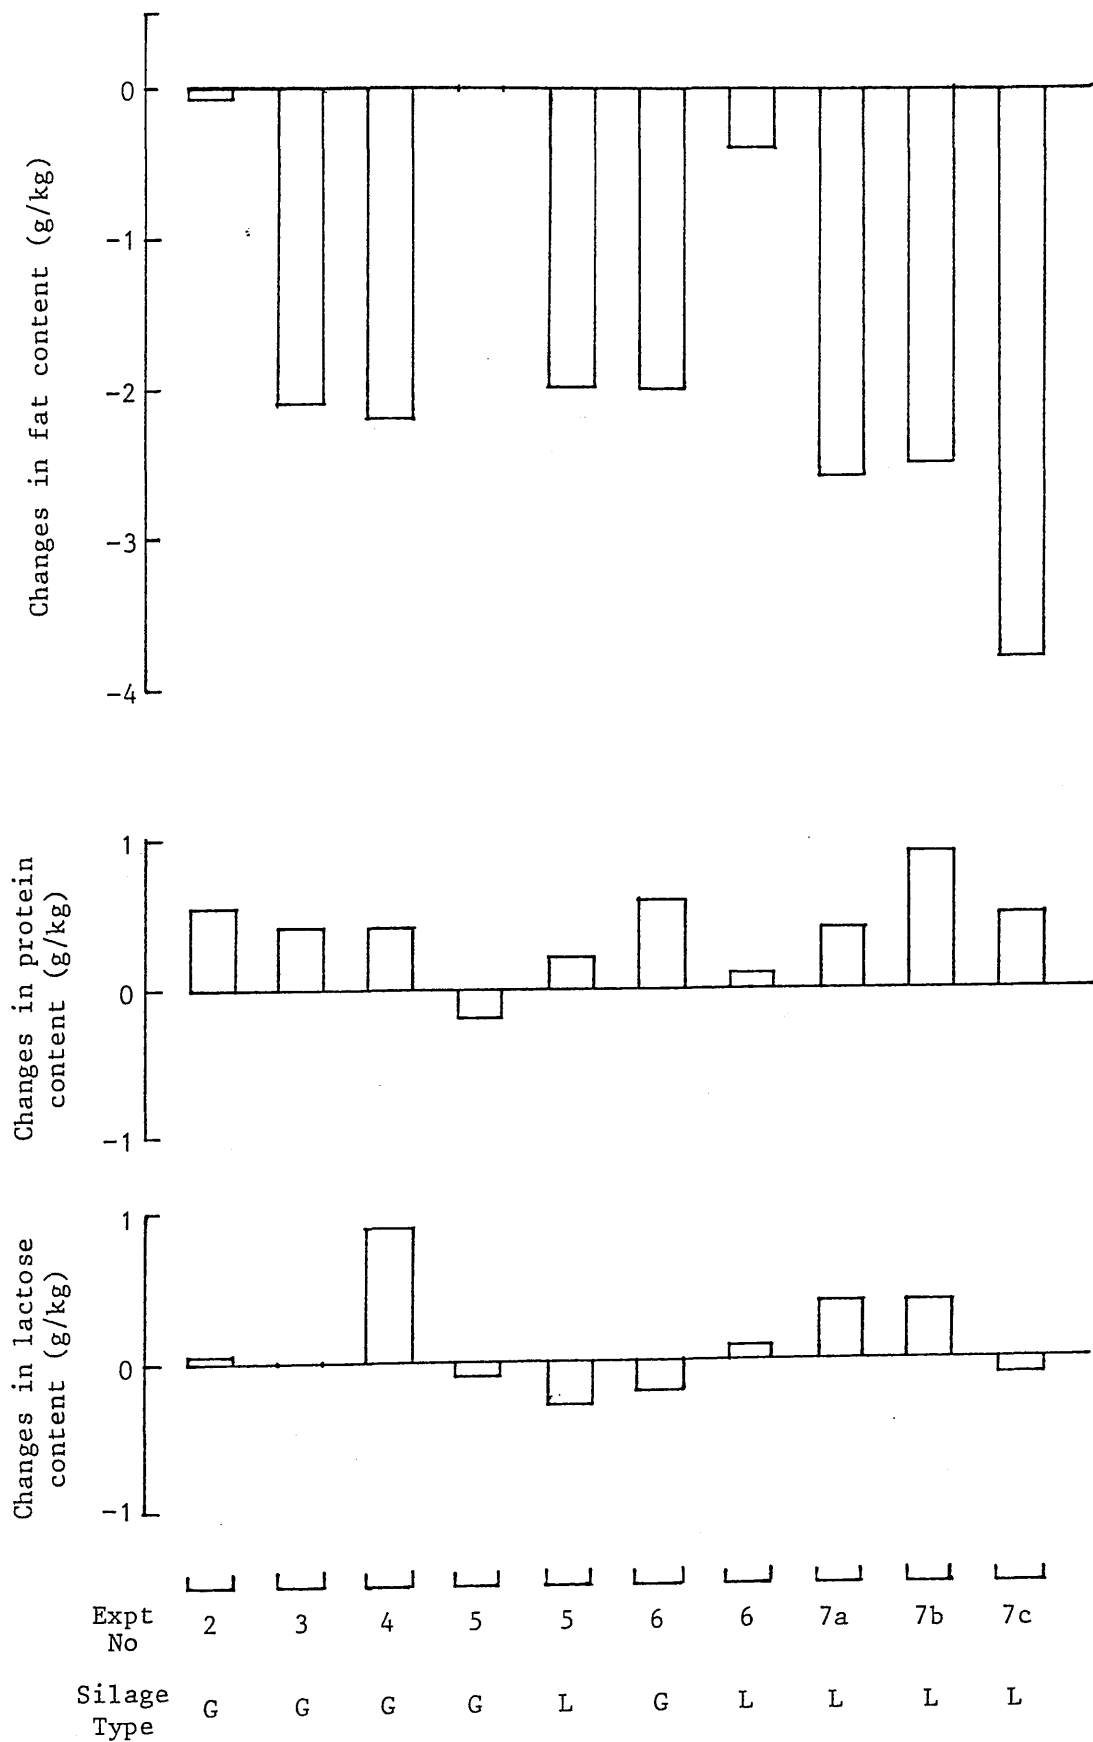 Changes in fat content (g/kg)
0
-1
-2
-3
-4
Changes in protein
content (g/kg)
1
0
-1
Changes in lactose
content (g/kg)
1
0
-1
Expt
No
2 3 4 5 5 6 6 7a 7b 7c
Silage
Type
G G G G L G L L L L